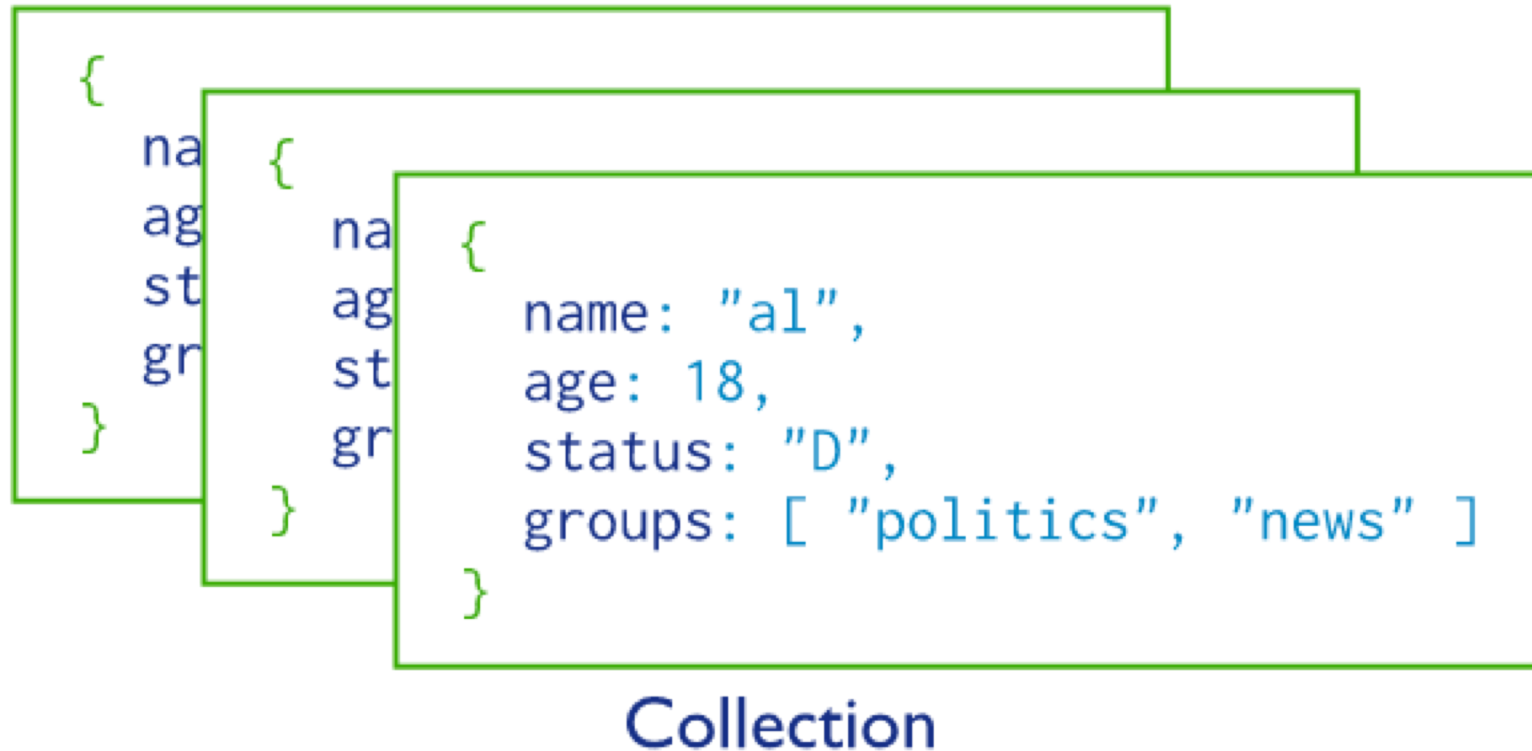 {
na
ag
st
gr
}
{
na
ag
st
gr
}
{
name: "al",
age: 18,
status: "D",
groups: [ "politics", "news" ]
}
Collection